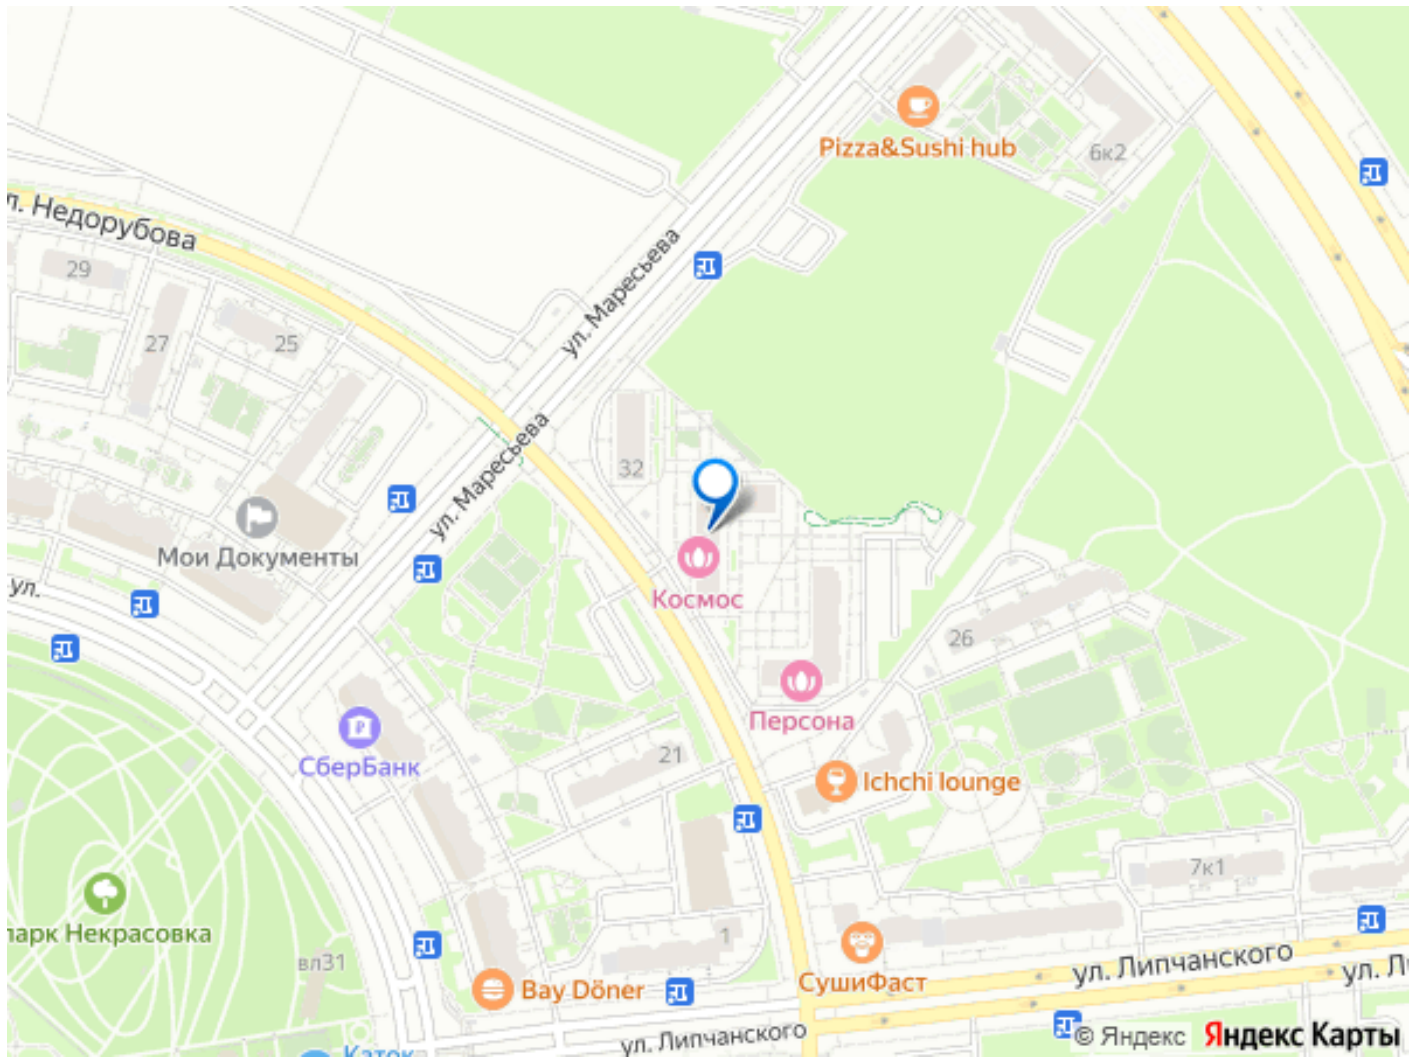 Pizza&Sushi hub
6к2
л. Недорубова
29
ул. Маресьева
27
25
ул. Маресьева
32
Мои Документы
Космос
ул.
26
Персона
СберБанк
21
Ichchi lounge
7к1
парк Некрасовка
1
вл31
СушиФаст
ул. Липчанского
ул. Л
Bay Döner
ул. Липчанского
Каток
© Яндекс Яндекс Карты